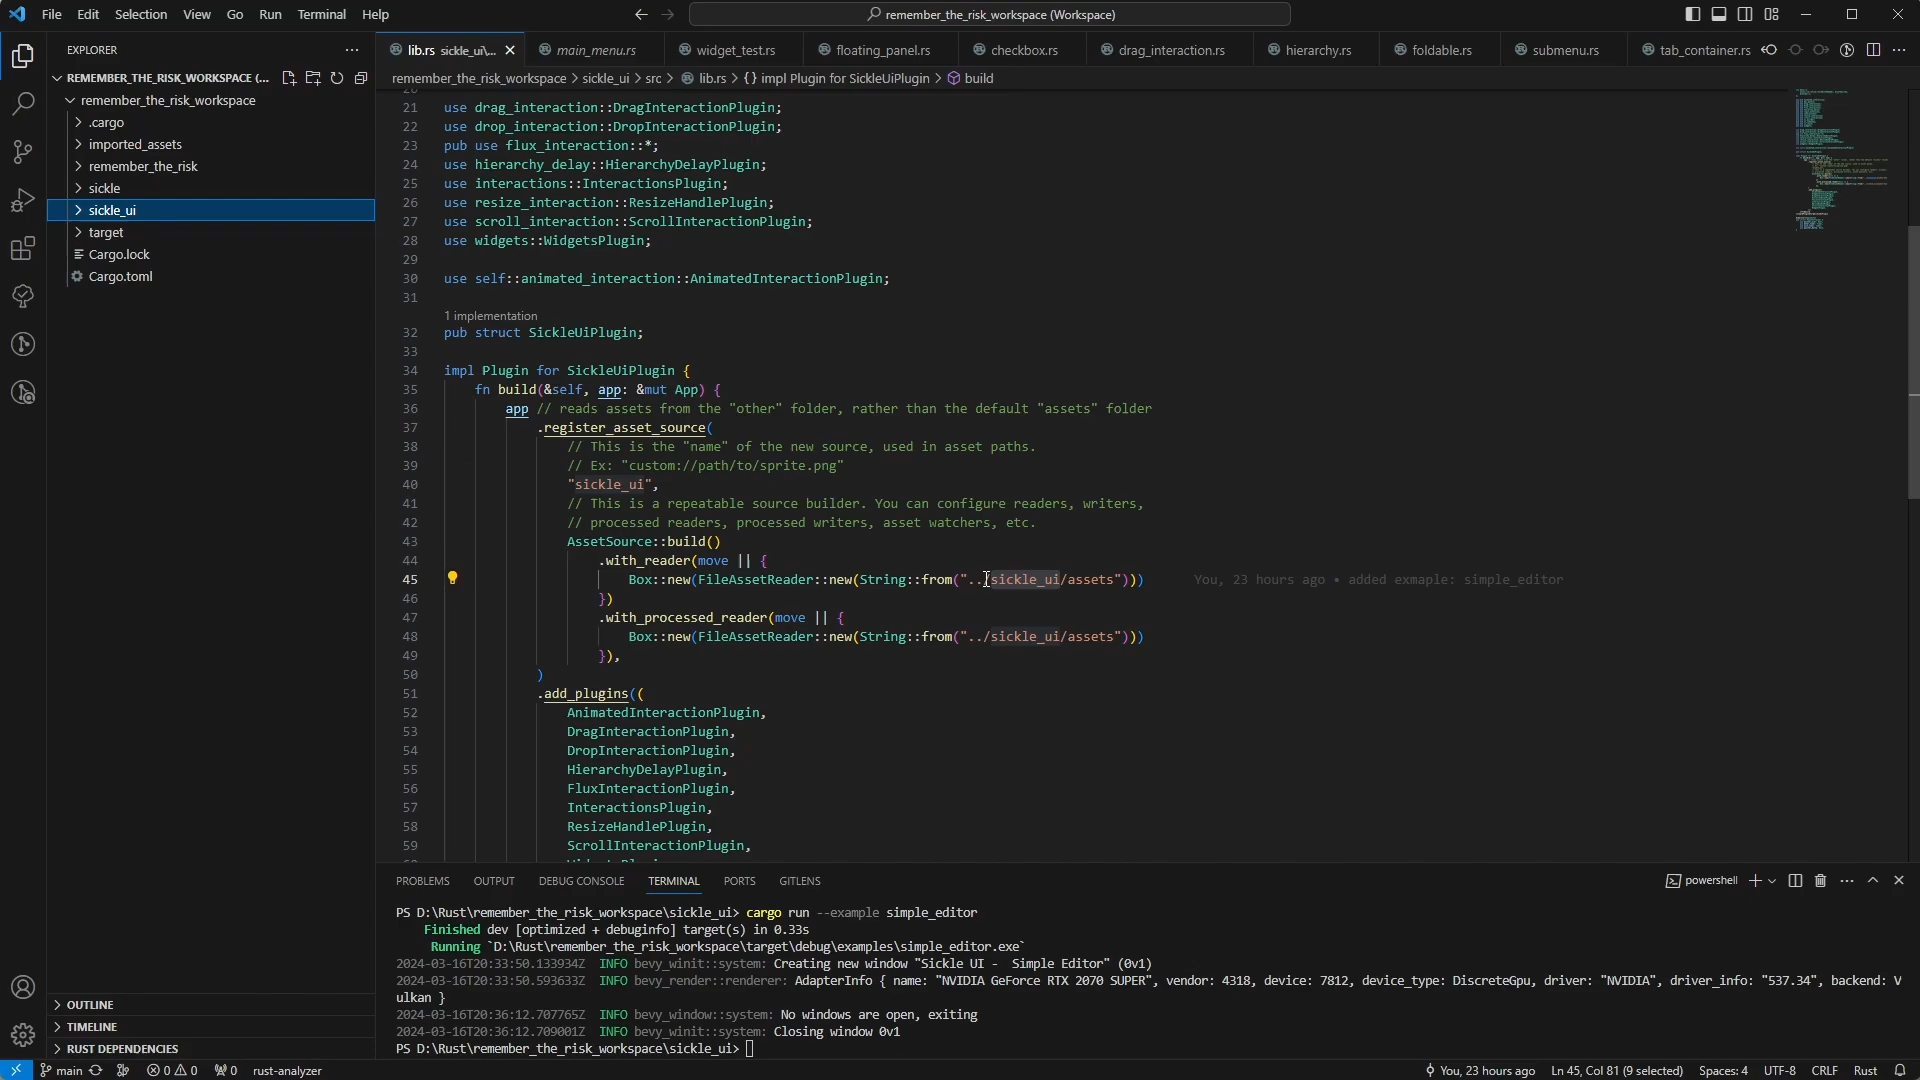 File Edit Selection View Go Run Terminal Help
remember_the_risk_workspace (Workspace)
EXPLORER
REMEMBER_THE_RISK_WORKSPACE (...
remember_the_risk_workspace
.cargo
imported_assets
remember_the_risk
sickle
sickle_ui
target
Cargo.lock
Cargo.toml
OUTLINE
TIMELINE
RUST DEPENDENCIES
lib.rs sickle_ui\... main_menu.rs widget_test.rs floating_panel.rs checkbox.rs drag_interaction.rs hierarchy.rs foldable.rs submenu.rs tab_container.rs
remember_the_risk_workspace > sickle_ui > src > lib.rs > {} impl Plugin for SickleUiPlugin > build
21 use drag_interaction::DragInteractionPlugin;
22 use drop_interaction::DropInteractionPlugin;
23 pub use flux_interaction::*;
24 use hierarchy_delay::HierarchyDelayPlugin;
25 use interactions::InteractionsPlugin;
26 use resize_interaction::ResizeHandlePlugin;
27 use scroll_interaction::ScrollInteractionPlugin;
28 use widgets::WidgetsPlugin;
29
30 use self::animated_interaction::AnimatedInteractionPlugin;
31
1 implementation
32 pub struct SickleUiPlugin;
33
34 impl Plugin for SickleUiPlugin {
35 fn build(&self, app: &mut App) {
36 app // reads assets from the "other" folder, rather than the default "assets" folder
37 .register_asset_source(
38 // This is the "name" of the new source, used in asset paths.
39 // Ex: "custom://path/to/sprite.png"
40 "sickle_ui",
41 // This is a repeatable source builder. You can configure readers, writers,
42 // processed readers, processed writers, asset watchers, etc.
43 AssetSource::build()
44 .with_reader(move || {
45 Box::new(FileAssetReader::new(String::from("../sickle_ui/assets"))) You, 23 hours ago • added exmaple: simple_editor
46 })
47 .with_processed_reader(move || {
48 Box::new(FileAssetReader::new(String::from("../sickle_ui/assets")))
49 }),
50 )
51 .add_plugins((
52 AnimatedInteractionPlugin,
53 DragInteractionPlugin,
54 DropInteractionPlugin,
55 HierarchyDelayPlugin,
56 FluxInteractionPlugin,
57 InteractionsPlugin,
58 ResizeHandlePlugin,
59 ScrollInteractionPlugin,
PROBLEMS OUTPUT DEBUG CONSOLE TERMINAL PORTS GITLENS
powershell
PS D:\Rust\remember_the_risk_workspace\sickle_ui> cargo run --example simple_editor
Finished dev [optimized + debuginfo] target(s) in 0.33s
Running `D:\Rust\remember_the_risk_workspace\target\debug\examples\simple_editor.exe`
2024-03-16T20:33:50.133934Z INFO bevy_winit::system: Creating new window "Sickle UI -  Simple Editor" (0v1)
2024-03-16T20:33:50.593633Z INFO bevy_render::renderer: AdapterInfo { name: "NVIDIA GeForce RTX 2070 SUPER", vendor: 4318, device: 7812, device_type: DiscreteGpu, driver: "NVIDIA", driver_info: "537.34", backend: V
ulkan }
2024-03-16T20:36:12.707765Z INFO bevy_window::system: No windows are open, exiting
2024-03-16T20:36:12.709001Z INFO bevy_winit::system: Closing window 0v1
PS D:\Rust\remember_the_risk_workspace\sickle_ui>
main 0 0 0 rust-analyzer You, 23 hours ago Ln 45, Col 81 (9 selected) Spaces: 4 UTF-8 CRLF Rust